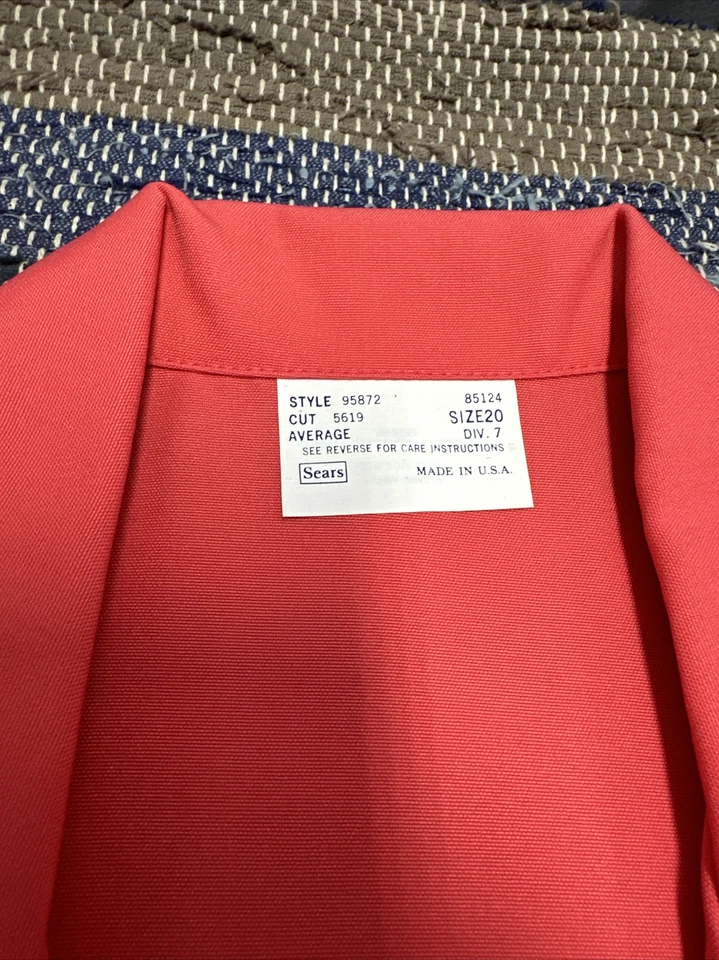 STYLE 95872 85124
CUT 5619 SIZE20
AVERAGE DIV. 7
SEE REVERSE FOR CARE INSTRUCTIONS
Sears MADE IN U.S.A.